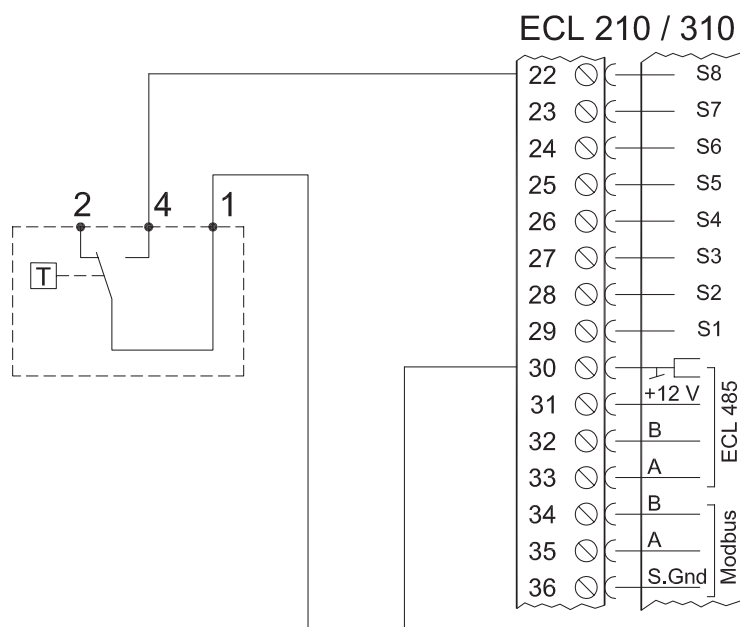 ECL 210 / 310
22 S8
23 S7
24 S6
25 S5
26 S4
27 S3
28 S2
29 S1
30
31 +12 V
32 B
33 A
ECL 485
34 B
35 A
36 S.Gnd
Modbus
2 4 1
T